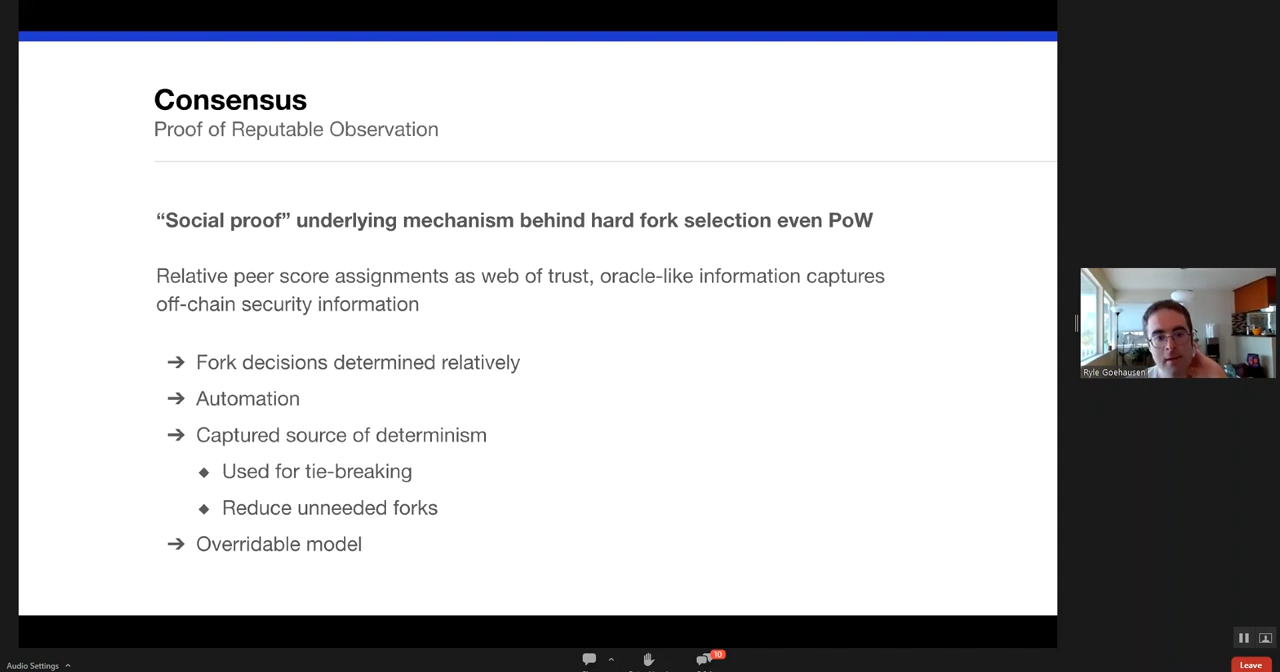 Consensus
Proof of Reputable Observation
“Social proof” underlying mechanism behind hard fork selection even PoW
Relative peer score assignments as web of trust, oracle-like information captures
off-chain security information
➔ Fork decisions determined relatively
➔ Automation
➔ Captured source of determinism
◆ Used for tie-breaking
◆ Reduce unneeded forks
➔ Overridable model
Ryle Goehausen
Audio Settings
10
Leave